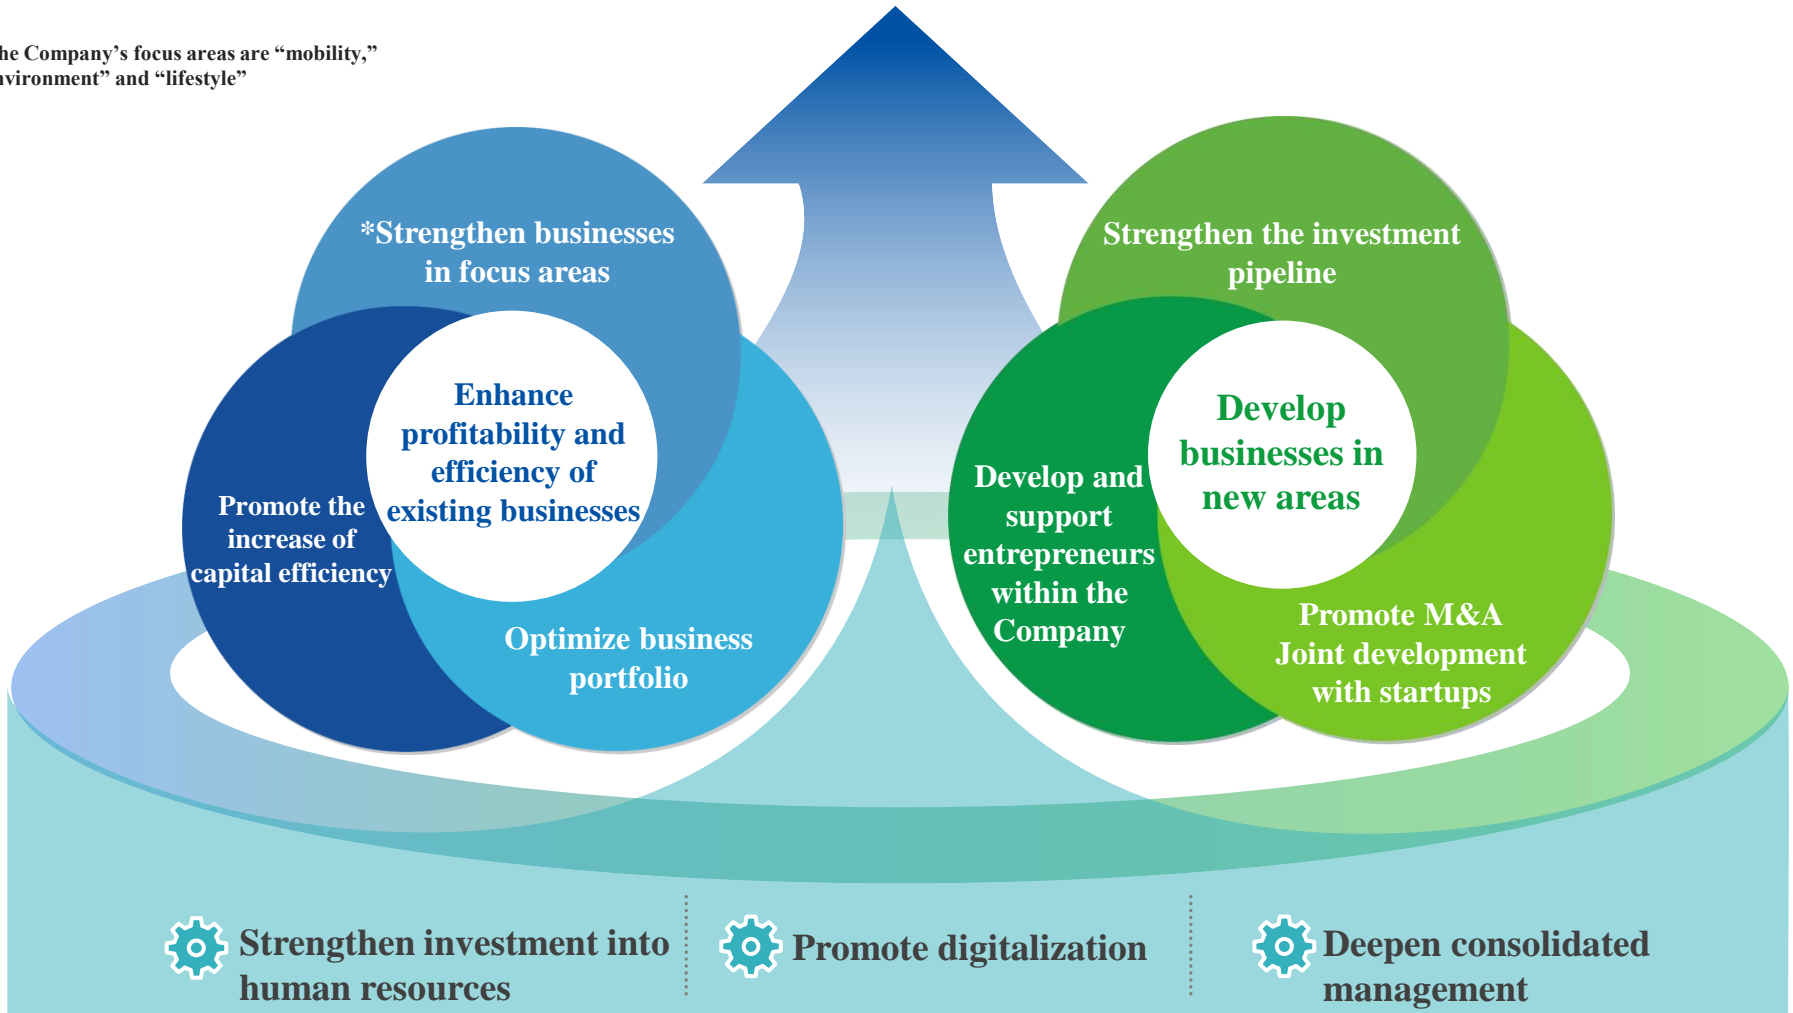 he Company’s focus areas are “mobility,”
nvironment” and “lifestyle”
*Strengthen businesses
in focus areas
Enhance
profitability and
efficiency of
existing businesses
Promote the
increase of
capital efficiency
Optimize business
portfolio
Strengthen the investment
pipeline
Develop
businesses in
new areas
Develop and
support
entrepreneurs
within the
Company
Promote M&A
Joint development
with startups
Strengthen investment into
human resources
Promote digitalization
Deepen consolidated
management